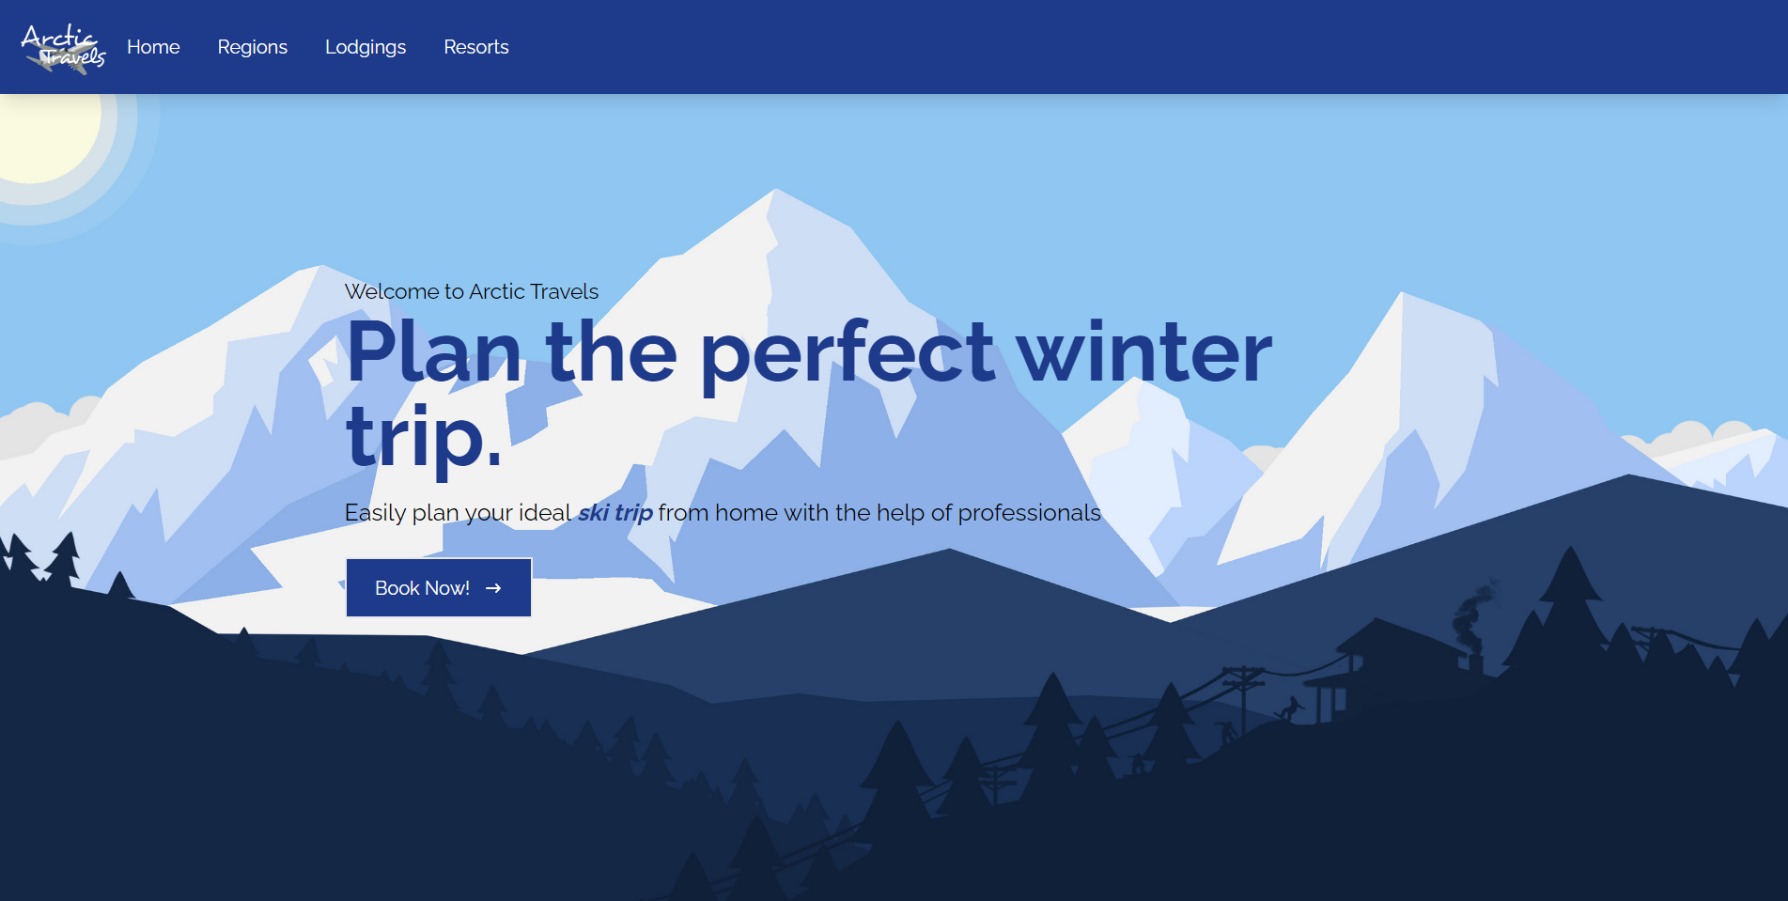 Arctic
Travels
Home Regions Lodgings Resorts
Welcome to Arctic Travels
Plan the perfect winter
trip.
Easily plan your ideal ski trip from home with the help of professionals
Book Now! →